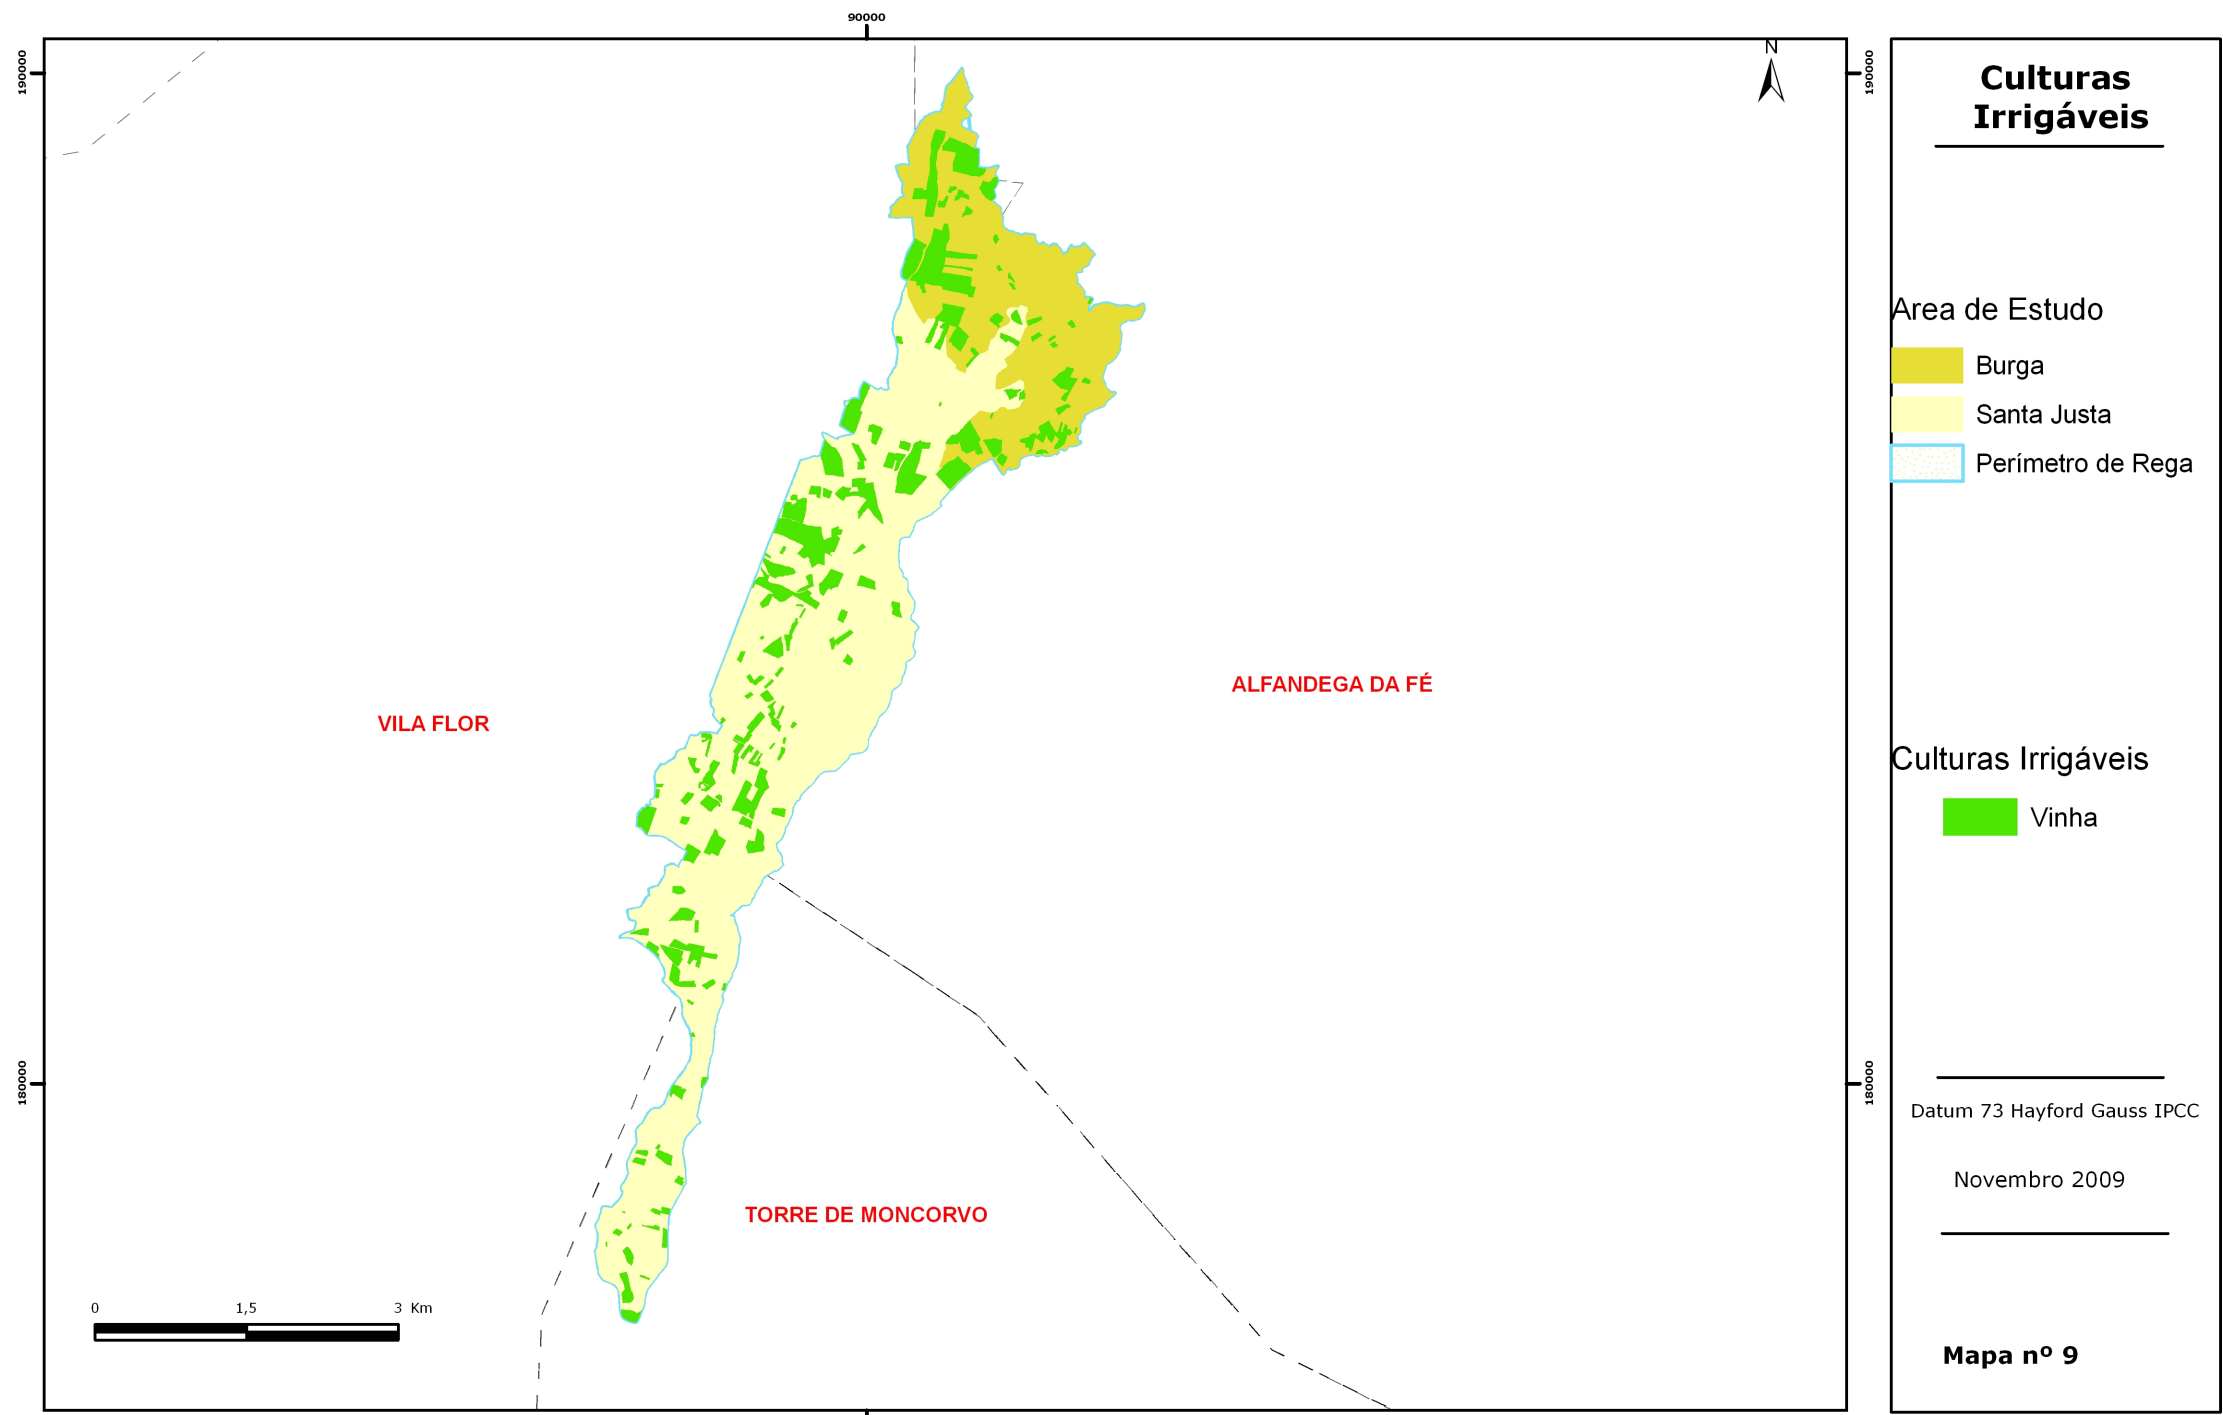 90000
190000
190000
N
Culturas
Irrigáveis
Area de Estudo
Burga
Santa Justa
Perímetro de Rega
ALFANDEGA DA FÉ
VILA FLOR
Culturas Irrigáveis
Vinha
180000
180000
Datum 73 Hayford Gauss IPCC
Novembro 2009
TORRE DE MONCORVO
0 1,5 3 Km
Mapa nº 9